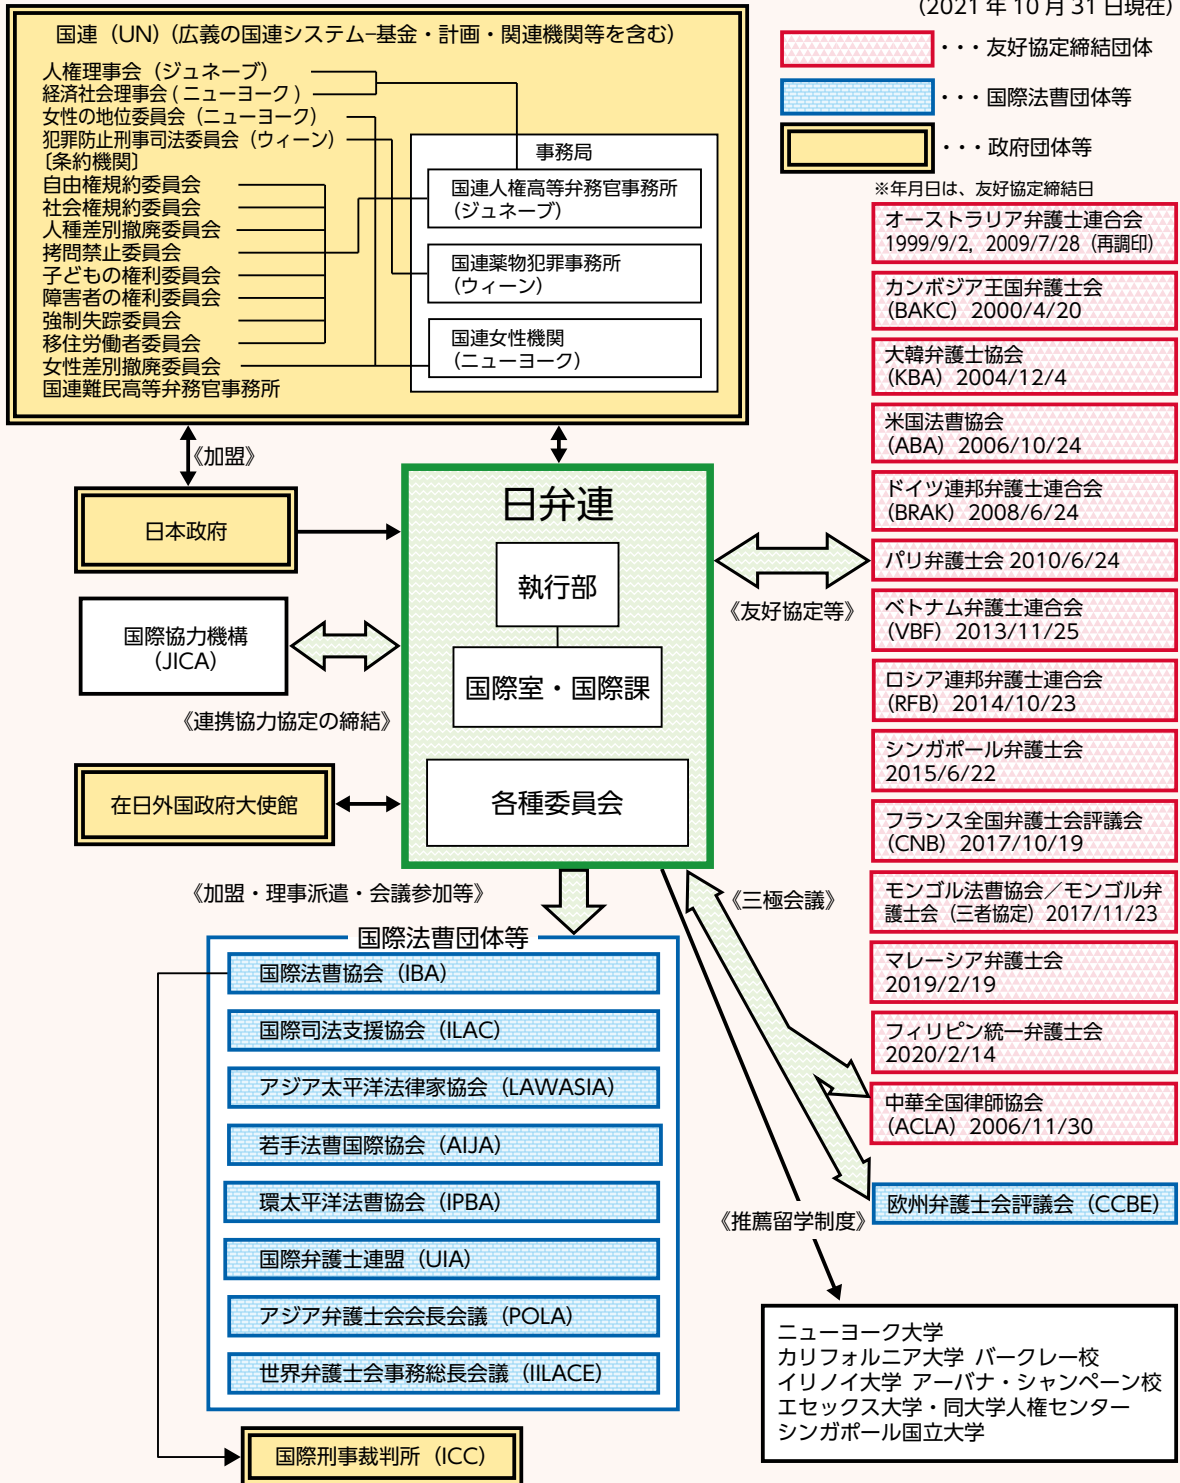 （2021 年 10 月 31 日現在）
・・・友好協定締結団体
・・・国際法曹団体等
・・・政府団体等
※年月日は、友好協定締結日
国連（UN）（広義の国連システム–基金・計画・関連機関等を含む）
人権理事会（ジュネーブ）
経済社会理事会 ( ニューヨーク )
女性の地位委員会（ニューヨーク）
犯罪防止刑事司法委員会（ウィーン）
〔条約機関〕
自由権規約委員会
社会権規約委員会
人種差別撤廃委員会
拷問禁止委員会
子どもの権利委員会
障害者の権利委員会
強制失踪委員会
移住労働者委員会
女性差別撤廃委員会
国連難民高等弁務官事務所
事務局
国連人権高等弁務官事務所
（ジュネーブ）
国連薬物犯罪事務所
（ウィーン）
国連女性機関
（ニューヨーク）
《加盟》
日本政府
国際協力機構
（JICA）
《連携協力協定の締結》
在日外国政府大使館
日弁連
執行部
国際室・国際課
各種委員会
《友好協定等》
オーストラリア弁護士連合会
1999/9/2，2009/7/28（再調印）
カンボジア王国弁護士会
（BAKC）2000/4/20
大韓弁護士協会
（KBA）2004/12/4
米国法曹協会
（ABA）2006/10/24
ドイツ連邦弁護士連合会
（BRAK）2008/6/24
パリ弁護士会 2010/6/24
ベトナム弁護士連合会
（VBF）2013/11/25
ロシア連邦弁護士連合会
（RFB）2014/10/23
シンガポール弁護士会
2015/6/22
フランス全国弁護士会評議会
（CNB）2017/10/19
モンゴル法曹協会／モンゴル弁
護士会（三者協定）2017/11/23
マレーシア弁護士会
2019/2/19
フィリピン統一弁護士会
2020/2/14
中華全国律師協会
（ACLA）2006/11/30
《三極会議》
欧州弁護士会評議会（CCBE）
《加盟・理事派遣・会議参加等》
国際法曹団体等
国際法曹協会（IBA）
国際司法支援協会（ILAC）
アジア太平洋法律家協会（LAWASIA）
若手法曹国際協会（AIJA）
環太平洋法曹協会（IPBA）
国際弁護士連盟（UIA）
アジア弁護士会会長会議（POLA）
世界弁護士会事務総長会議（IILACE）
国際刑事裁判所（ICC）
《推薦留学制度》
ニューヨーク大学
カリフォルニア大学 バークレー校
イリノイ大学 アーバナ・シャンペーン校
エセックス大学・同大学人権センター
シンガポール国立大学